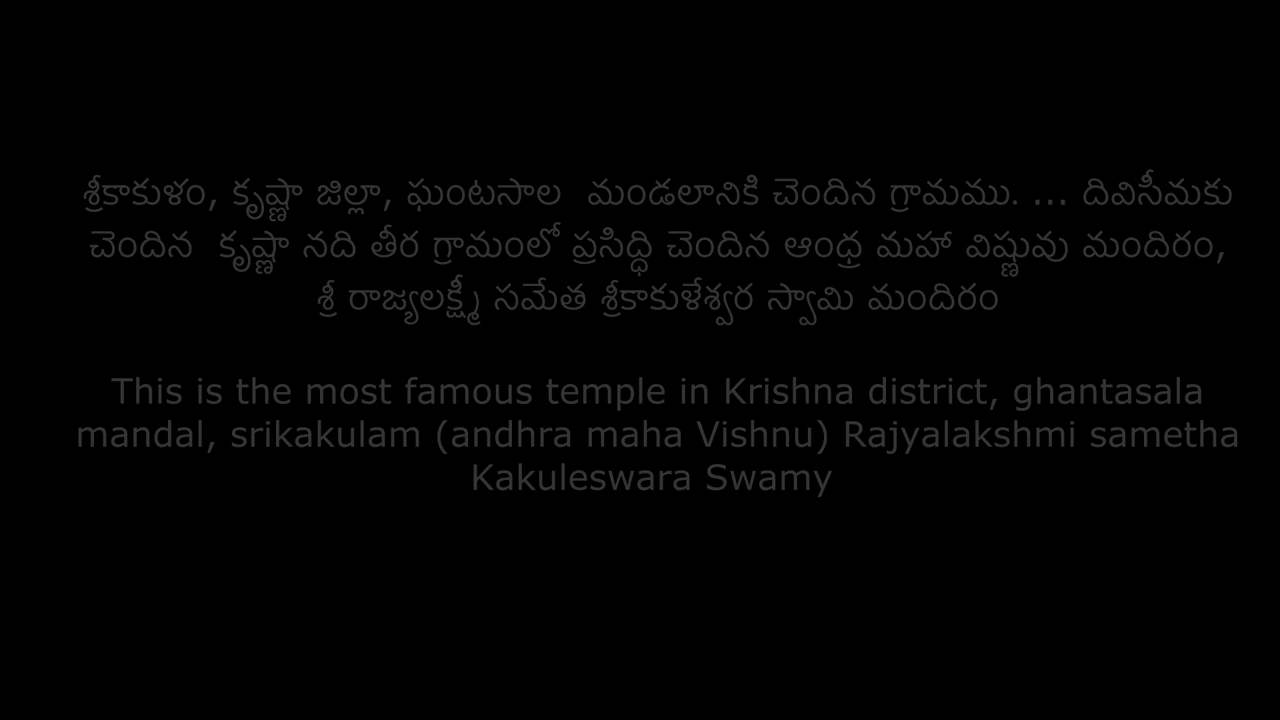 శ్రీకాకుళం, కృష్ణా జిల్లా, ఘంటసాల  మండలానికి చెందిన గ్రామము. ... దివిసీమకు
చెందిన  కృష్ణా నది తీర గ్రామంలో ప్రసిద్ధి చెందిన ఆంధ్ర మహా విష్ణువు మందిరం,
శ్రీ రాజ్యలక్ష్మీ సమేత శ్రీకాకుళేశ్వర స్వామి మందిరం
This is the most famous temple in Krishna district, ghantasala
mandal, srikakulam (andhra maha Vishnu) Rajyalakshmi sametha
Kakuleswara Swamy